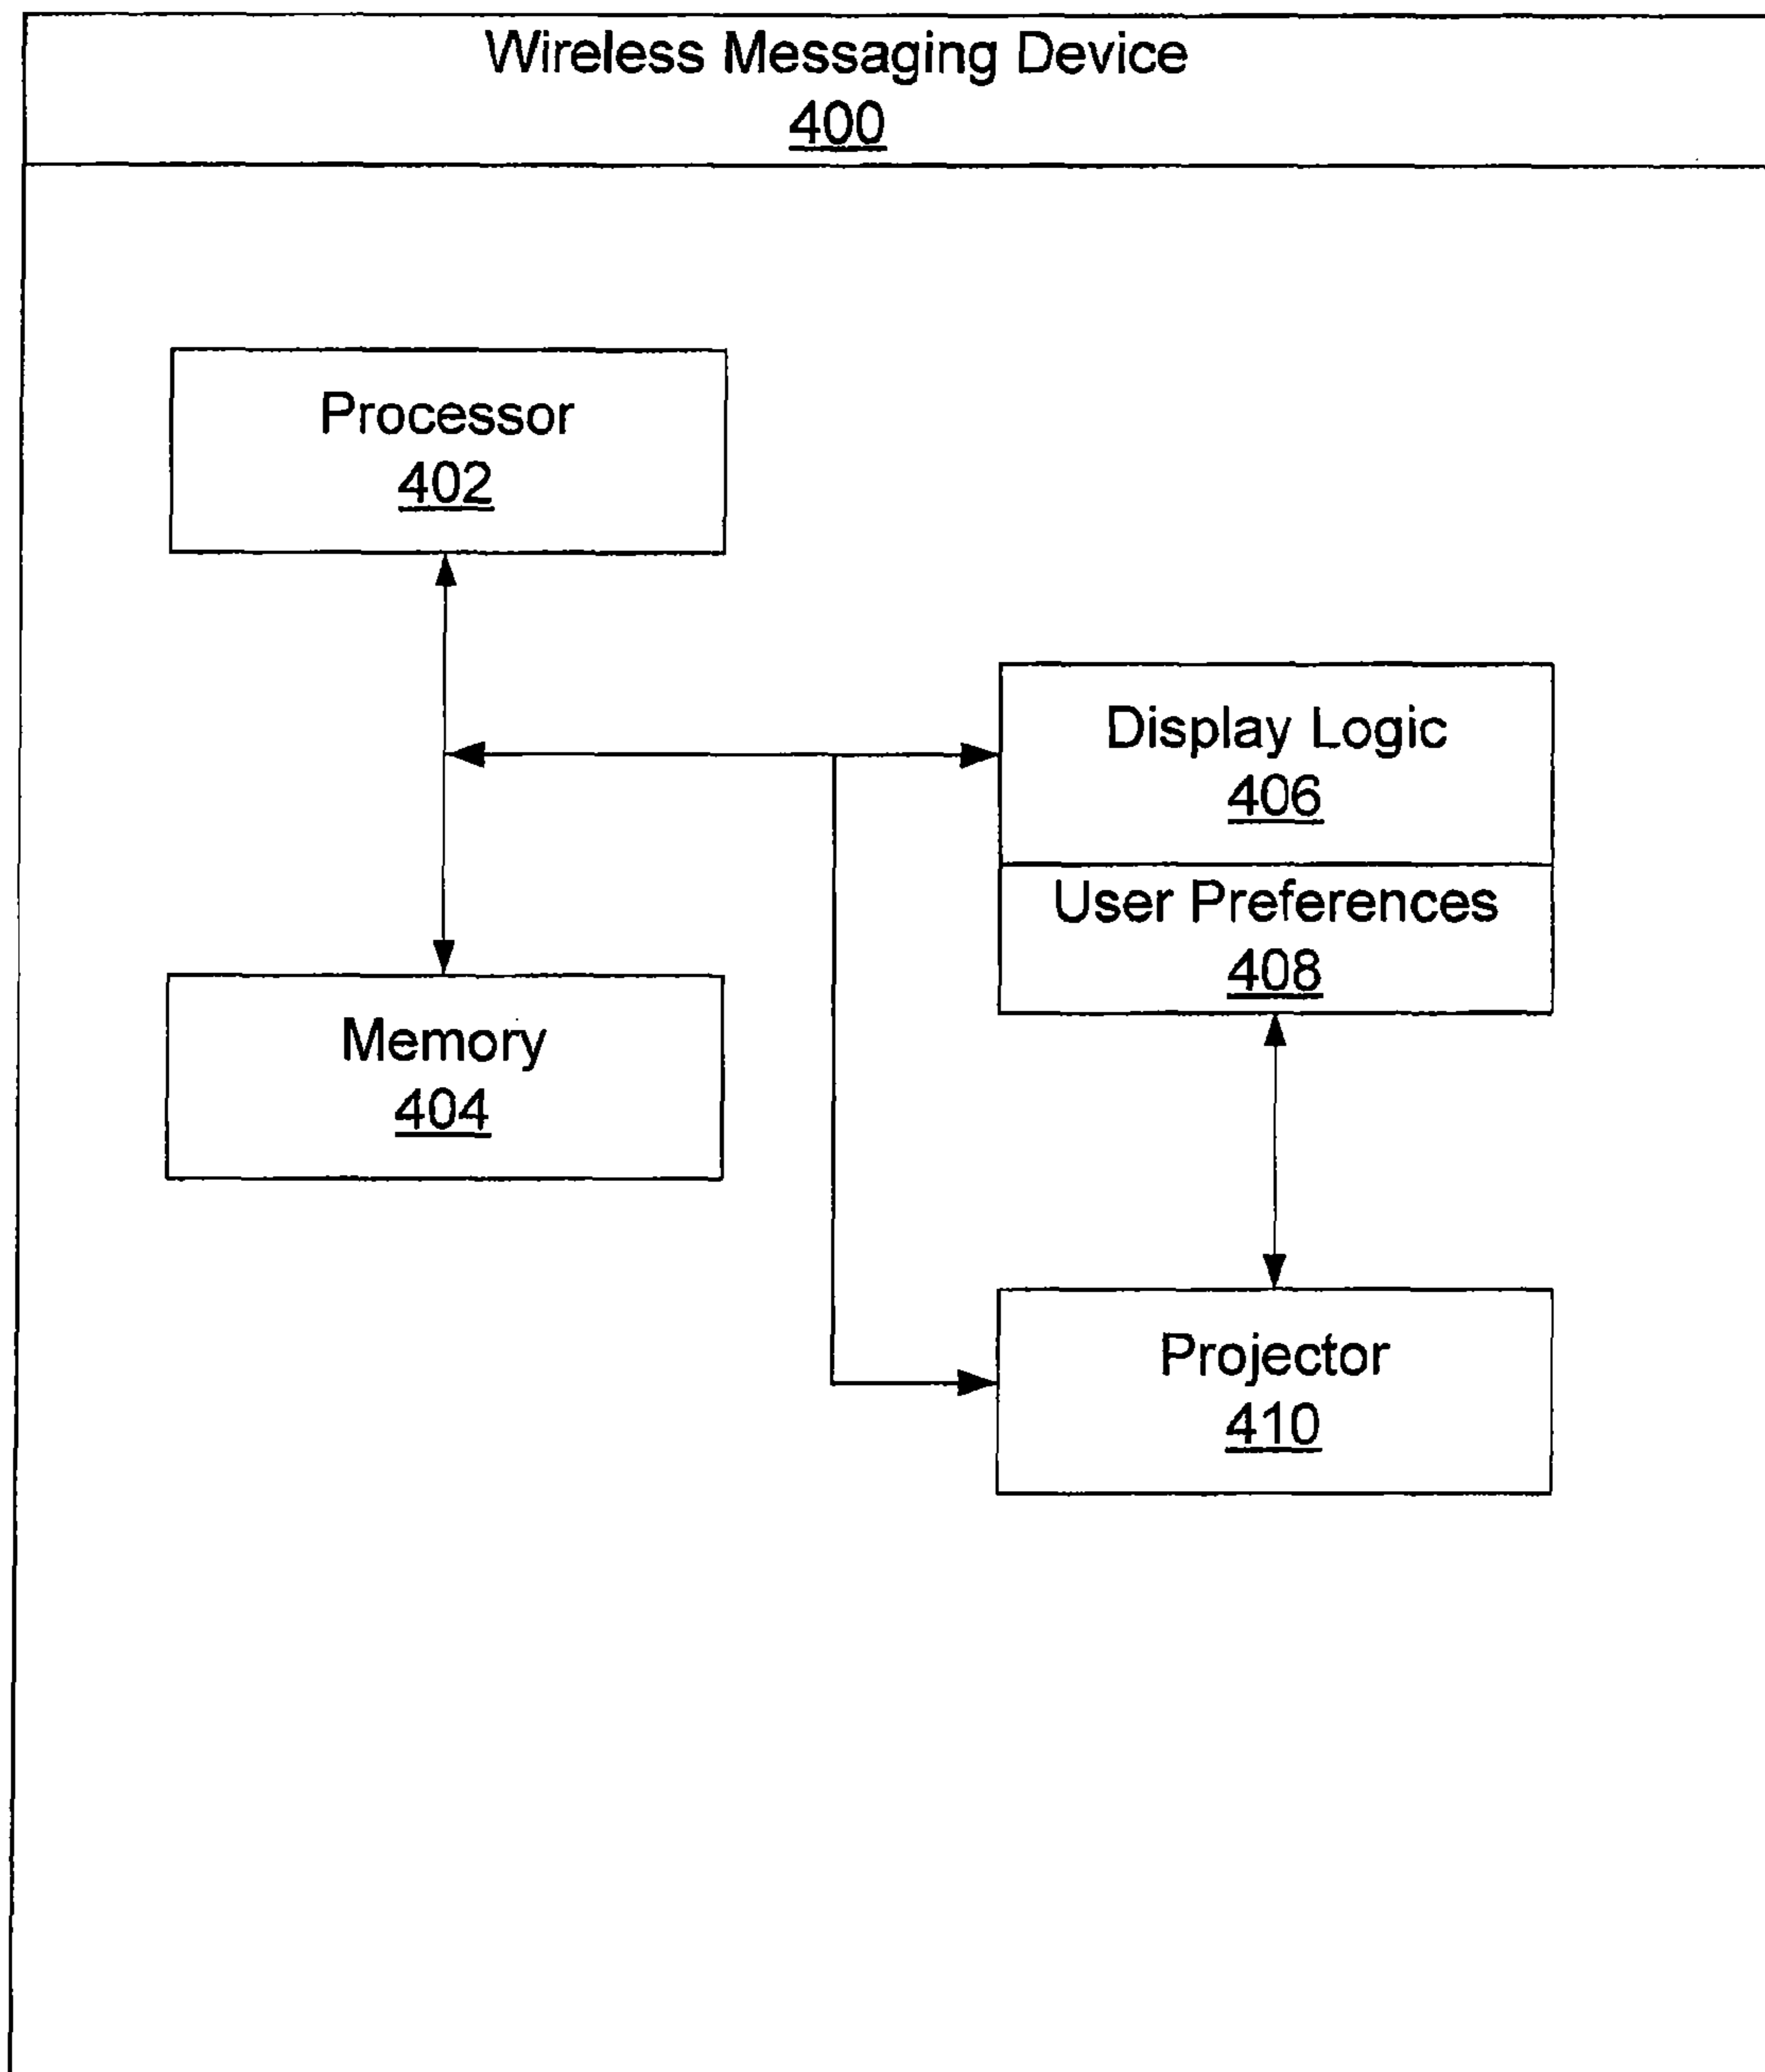 Wireless Messaging Device
400
Processor
402
Display Logic
406
User Preferences
408
Memory
404
Projector
410